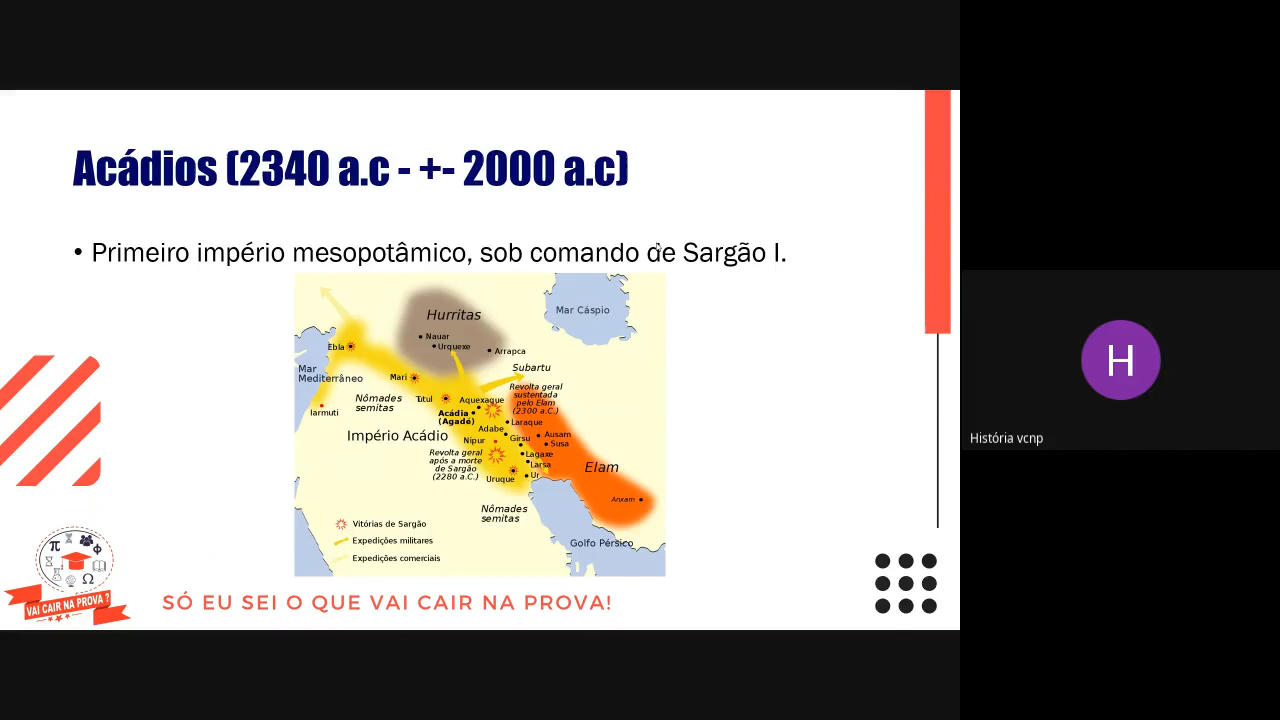 Acádios (2340 a.c - +- 2000 a.c)
• Primeiro império mesopotâmico, sob comando de Sargão I.
Hurritas
Mar Cáspio
Nauar
Urquexe
Arrapca
Ebla
Mar
Mediterrâneo
Subartu
Mari
Nômades
semitas
Tutul
Aquexaque
Revolta geral
sustentada
pelo Elam
(2300 a.C.)
Iarmuti
Acádia
(Agadé)
Laraque
Império Acádio
Adabe
Nipur
Girsu
Ausam
Susa
Revolta geral
após a morte
de Sargão
(2280 a.C.)
Lagaxe
Larsa
Elam
Uruque
Ur
Anxam
Nômades
semitas
Golfo Pérsico
Vitórias de Sargão
Expedições militares
Expedições comerciais
π
φ
Ω
VAI CAIR NA PROVA ?
SÓ EU SEI O QUE VAI CAIR NA PROVA!
H
História vcnp